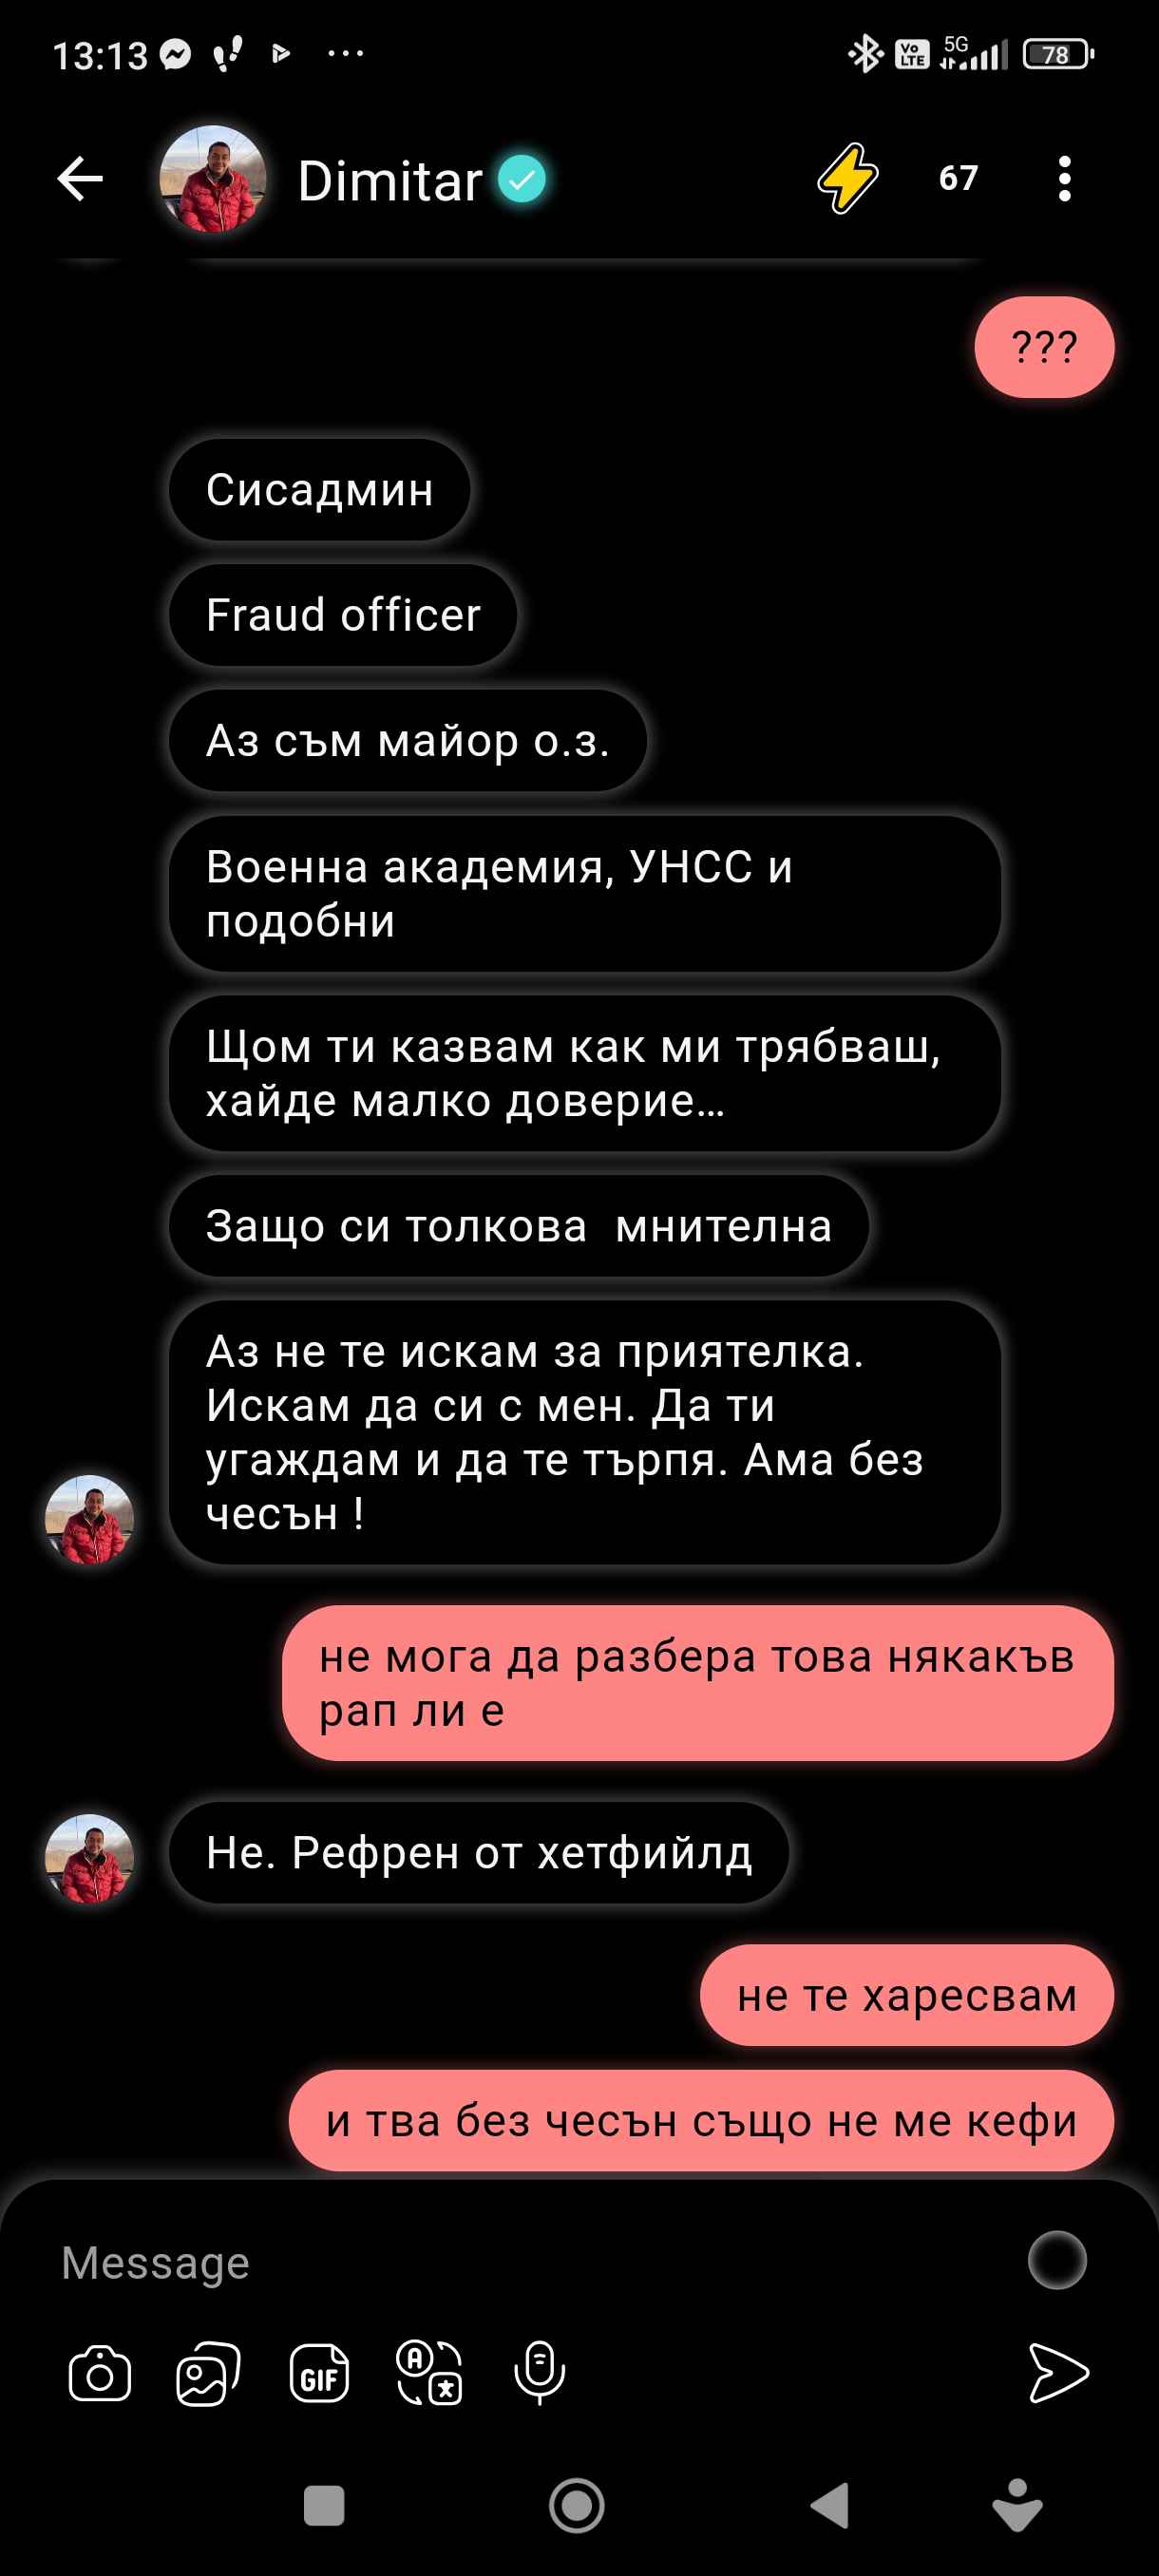 13:13
Vo
LTE
5G
78
Dimitar
67
???
Сисадмин
Fraud officer
Аз съм майор о.з.
Военна академия, УНСС и
подобни
Щом ти казвам как ми трябваш,
хайде малко доверие…
Защо си толкова  мнителна
Аз не те искам за приятелка.
Искам да си с мен. Да ти
угаждам и да те търпя. Ама без
чесън !
не мога да разбера това някакъв
рап ли е
Не. Рефрен от хетфийлд
не те харесвам
и тва без чесън също не ме кефи
Message
GIF
A